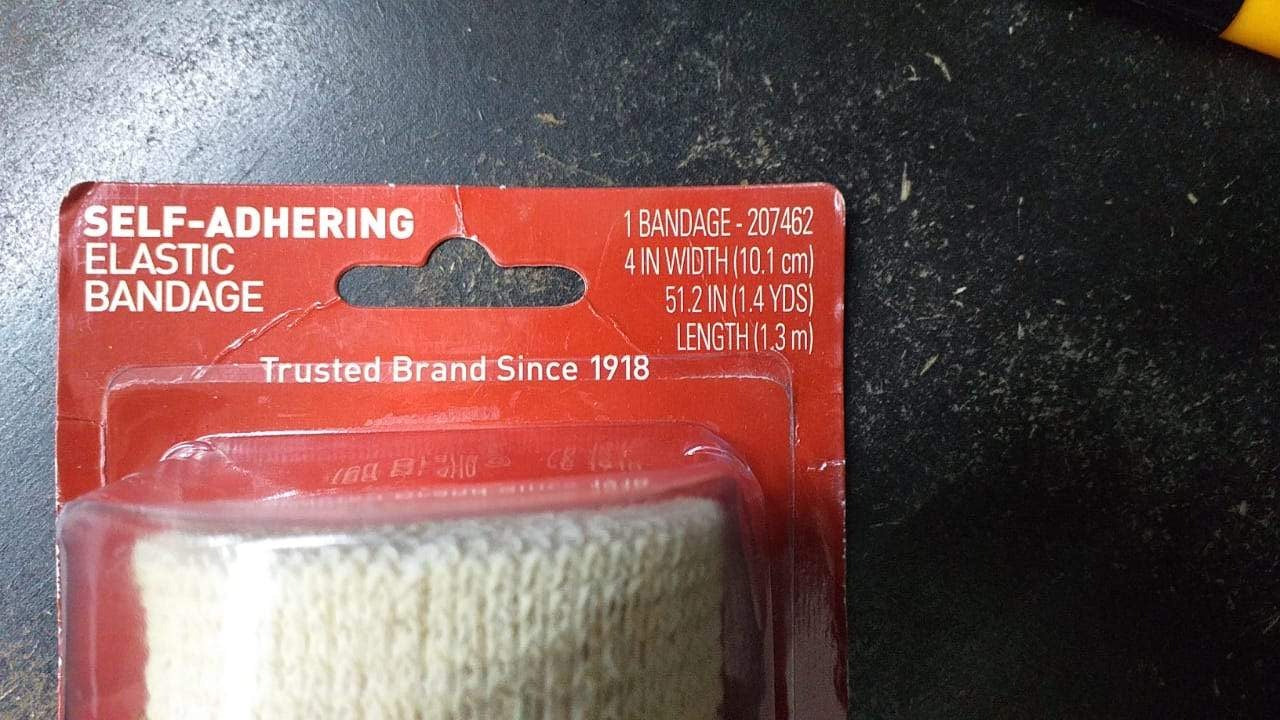 SELF-ADHERING
ELASTIC
BANDAGE
1 BANDAGE - 207462
4 IN WIDTH (10.1 cm)
51.2 IN (1.4 YDS)
LENGTH (1.3 m)
Trusted Brand Since 1918